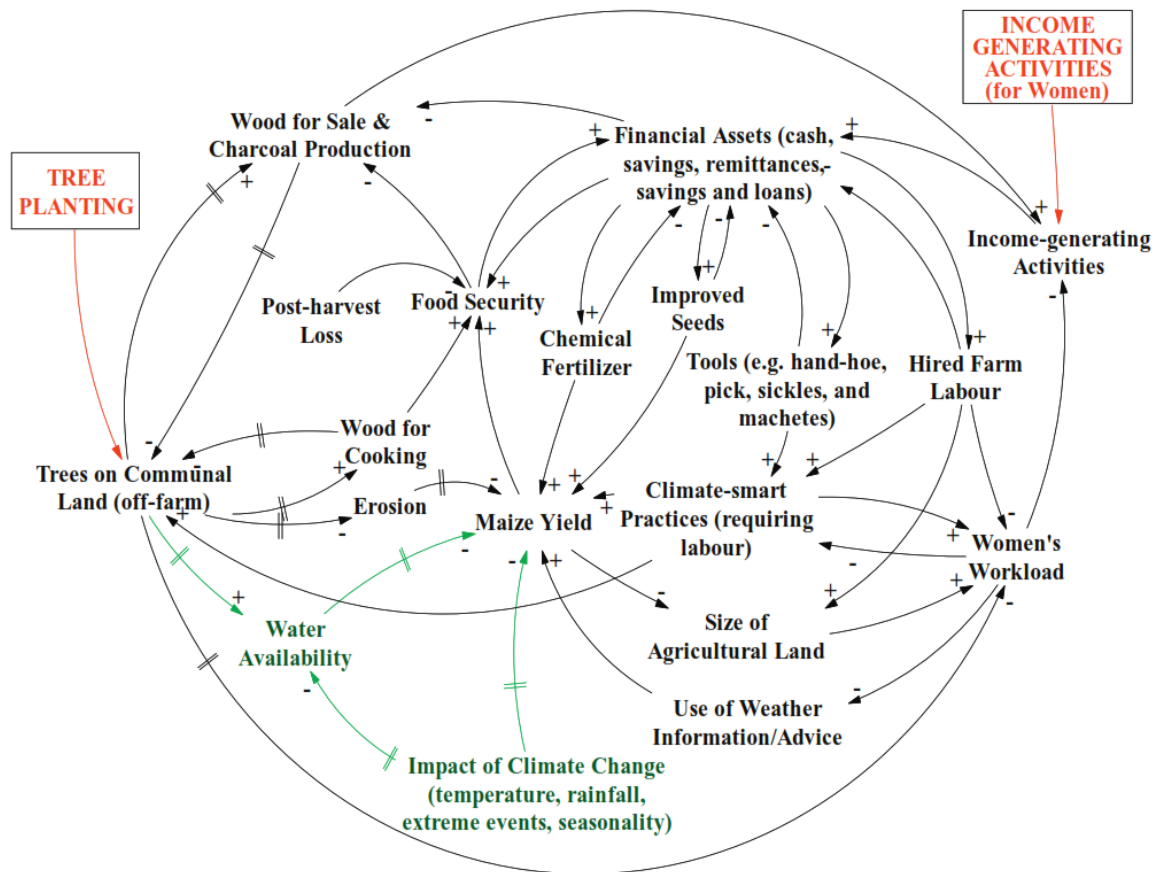 INCOME
GENERATING
ACTIVITIES
(for Women)
Wood for Sale &
Charcoal Production
Financial Assets (cash,
savings, remittances,
savings and loans)
TREE
PLANTING
Income-generating
Activities
Post-harvest
Loss
Food Security
Improved
Seeds
Chemical
Fertilizer
Tools (e.g. hand-hoe,
pick, sickles, and
machetes)
Hired Farm
Labour
Wood for
Cooking
Trees on Communal
Land (off-farm)
Erosion
Maize Yield
Climate-smart
Practices (requiring
labour)
Women's
Workload
Size of
Agricultural Land
Water
Availability
Use of Weather
Information/Advice
Impact of Climate Change
(temperature, rainfall,
extreme events, seasonality)